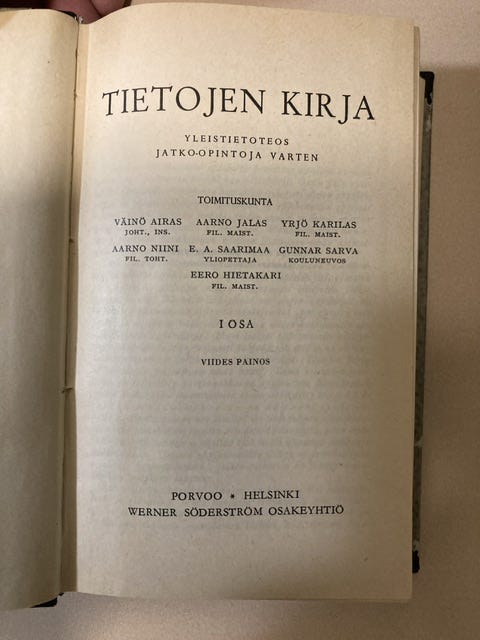 TIETOJEN KIRJA
YLEISTIETOTEOS
JATKO-OPINTOJA VARTEN
TOIMITUSKUNTA
VÄINÖ AIRAS AARNO JALAS YRJÖ KARILAS
JOHT., INS. FIL. MAIST. FIL. MAIST.
AARNO NIINI E. A. SAARIMAA GUNNAR SARVA
FIL. TOHT. YLIOPETTAJA KOULUNEUVOS
EERO HIETAKARI
FIL. MAIST.
I OSA
VIIDES PAINOS
PORVOO * HELSINKI
WERNER SÖDERSTRÖM OSAKEYHTIÖ